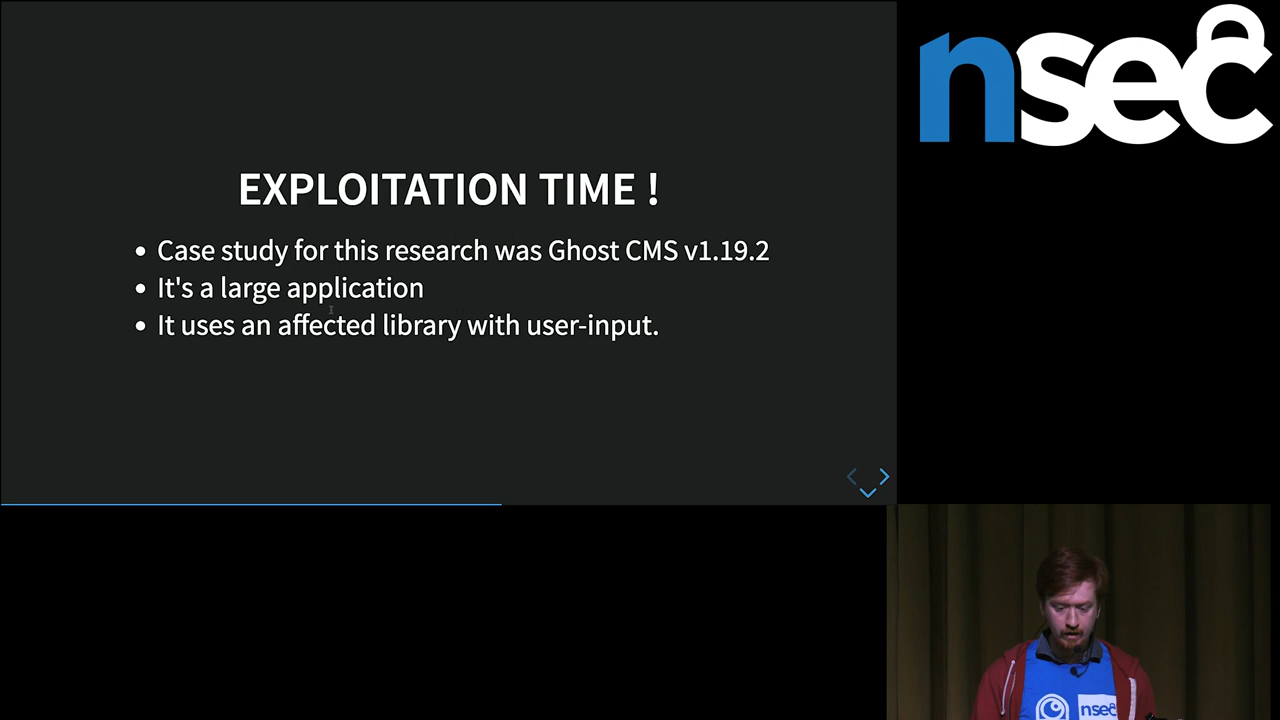 nsec
EXPLOITATION TIME !
Case study for this research was Ghost CMS v1.19.2
It's a large application
It uses an affected library with user-input.
nsec